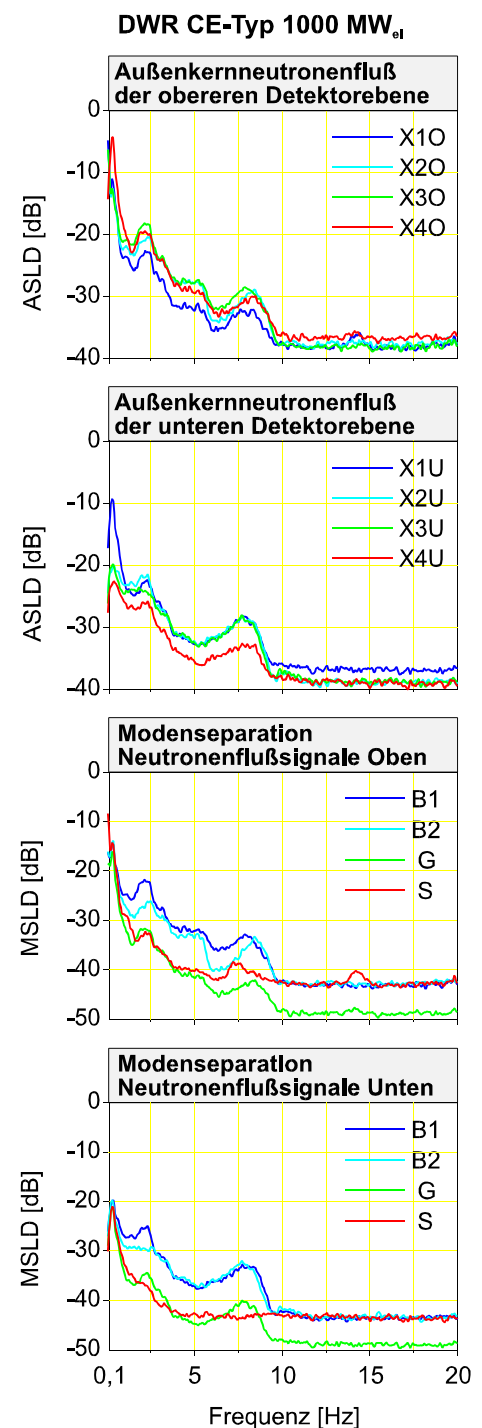 DWR CE-Typ 1000 MWel
Außenkernneutronenfluß
der obereren Detektorebene
0
-10
-20
-30
-40
ASLD [dB]
X1O
X2O
X3O
X4O
Außenkernneutronenfluß
der unteren Detektorebene
0
-10
-20
-30
-40
ASLD [dB]
X1U
X2U
X3U
X4U
Modenseparation
Neutronenflußsignale Oben
0
-10
-20
-30
-40
-50
MSLD [dB]
B1
B2
G
S
Modenseparation
Neutronenflußsignale Unten
0
-10
-20
-30
-40
-50
MSLD [dB]
B1
B2
G
S
0,1 5 10 15 20
Frequenz [Hz]